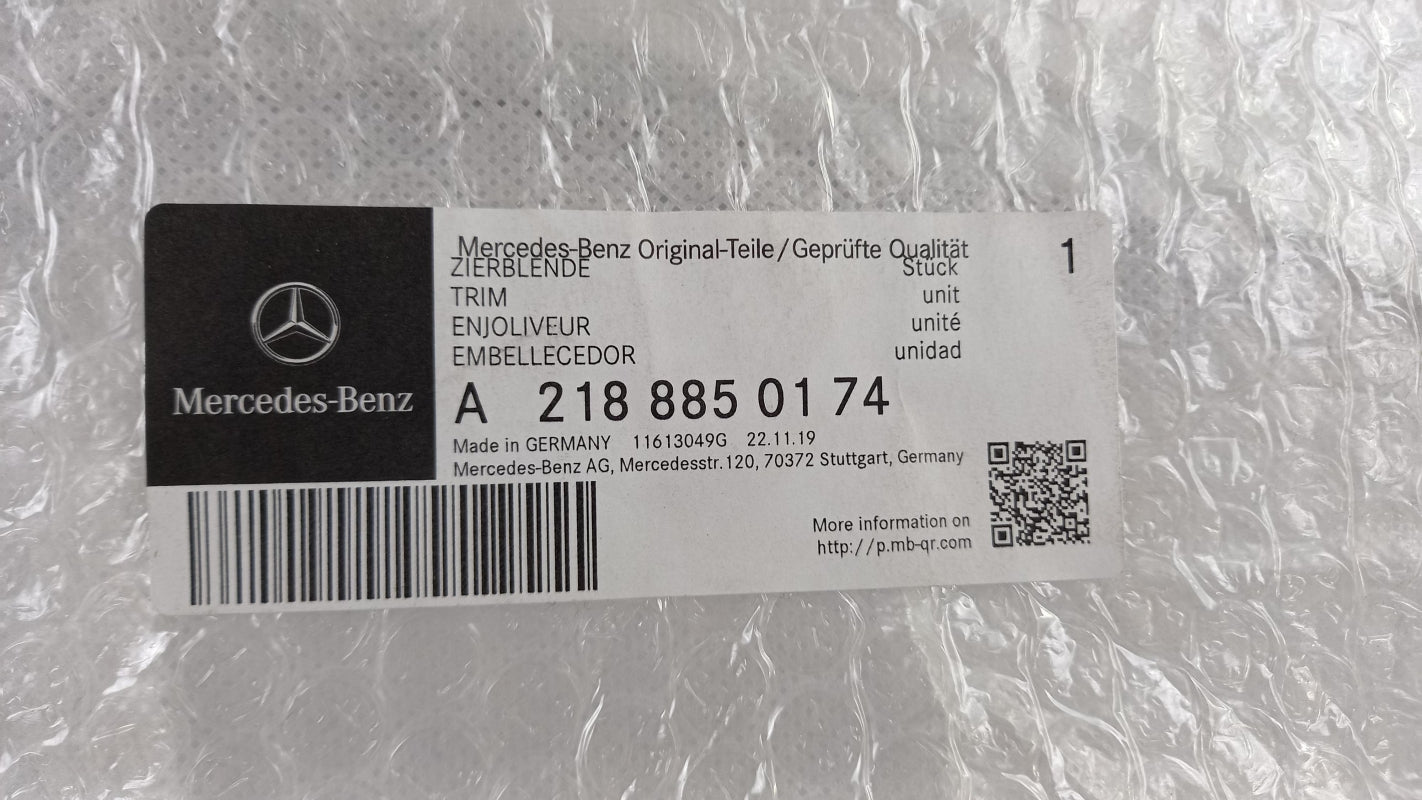 Mercedes-Benz Original-Teile/Geprüfte Qualität 1
ZIERBLENDE Stück
TRIM unit
ENJOLIVEUR unité
EMBELLECEDOR unidad
Mercedes-Benz
A 218 885 01 74
Made in GERMANY 11613049G 22.11.19
Mercedes-Benz AG, Mercedesstr.120, 70372 Stuttgart, Germany
More information on
http://p.mb-qr.com